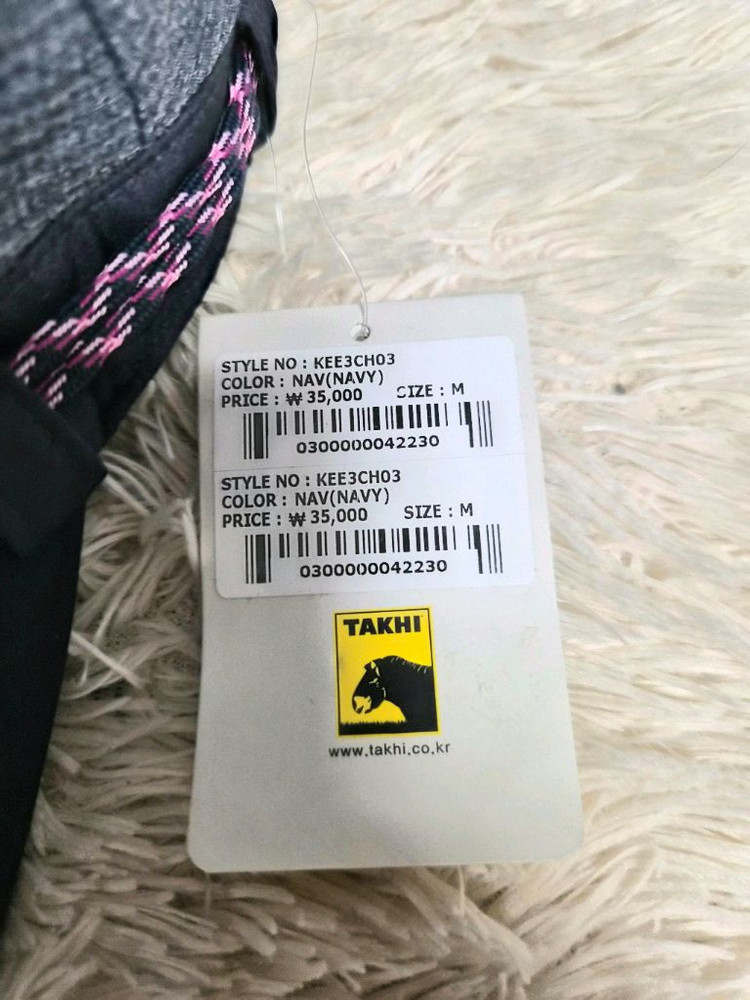 STYLE NO : KEE3CH03
COLOR : NAV(NAVY)
PRICE : ₩ 35,000 SIZE : M
0300000042230
STYLE NO : KEE3CH03
COLOR : NAV(NAVY)
PRICE : ₩ 35,000 SIZE : M
0300000042230
TAKHI
www.takhi.co.kr